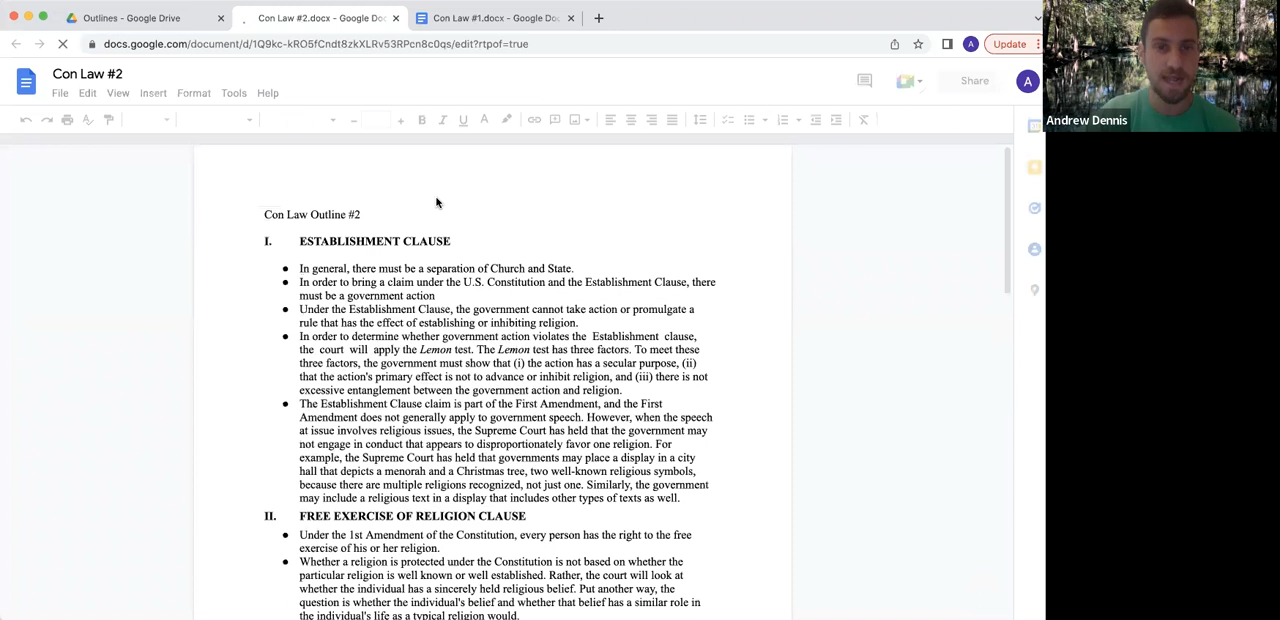 Outlines - Google Drive
Con Law #2.docx - Google Doc
Con Law #1.docx - Google Doc
docs.google.com/document/d/1Q9kc-kRO5fCndt8zkXLRv53RPcn8c0qs/edit?rtpof=true
A
Update
Con Law #2
File Edit View Insert Format Tools Help
Share
A
Andrew Dennis
Con Law Outline #2
I. ESTABLISHMENT CLAUSE
● In general, there must be a separation of Church and State.
● In order to bring a claim under the U.S. Constitution and the Establishment Clause, there
must be a government action
● Under the Establishment Clause, the government cannot take action or promulgate a
rule that has the effect of establishing or inhibiting religion.
● In order to determine whether government action violates the Establishment clause,
the court will apply the Lemon test. The Lemon test has three factors. To meet these
three factors, the government must show that (i) the action has a secular purpose, (ii)
that the action's primary effect is not to advance or inhibit religion, and (iii) there is not
excessive entanglement between the government action and religion.
● The Establishment Clause claim is part of the First Amendment, and the First
Amendment does not generally apply to government speech. However, when the speech
at issue involves religious issues, the Supreme Court has held that the government may
not engage in conduct that appears to disproportionately favor one religion. For
example, the Supreme Court has held that governments may place a display in a city
hall that depicts a menorah and a Christmas tree, two well-known religious symbols,
because there are multiple religions recognized, not just one. Similarly, the government
may include a religious text in a display that includes other types of texts as well.
II. FREE EXERCISE OF RELIGION CLAUSE
● Under the 1st Amendment of the Constitution, every person has the right to the free
exercise of his or her religion.
● Whether a religion is protected under the Constitution is not based on whether the
particular religion is well known or well established. Rather, the court will look at
whether the individual has a sincerely held religious belief. Put another way, the
question is whether the individual's belief and whether that belief has a similar role in
the individual's life as a typical religion would.